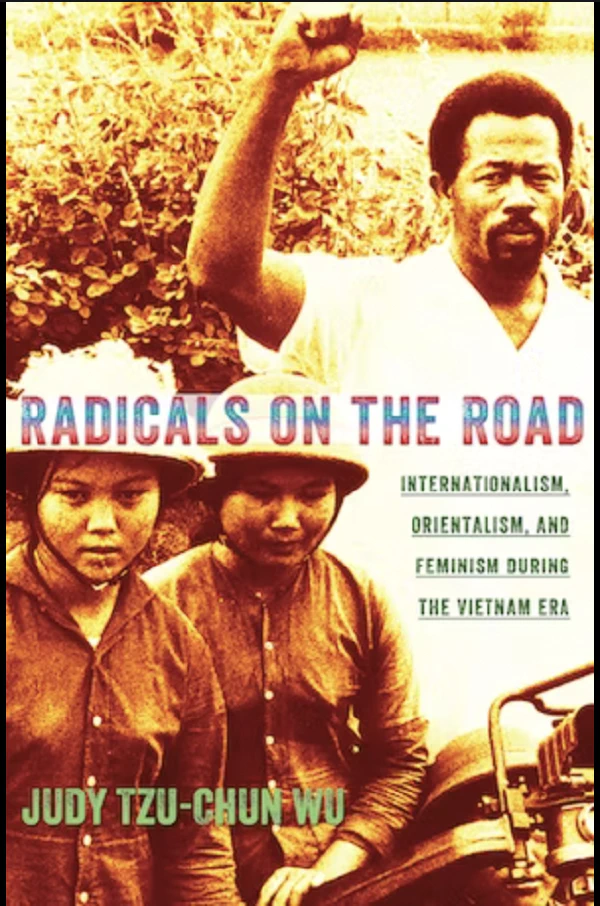 RADICALS ON THE ROAD
INTERNATIONALISM,
ORIENTALISM, AND
FEMINISM DURING
THE VIETNAM ERA
JUDY TZU-CHUN WU